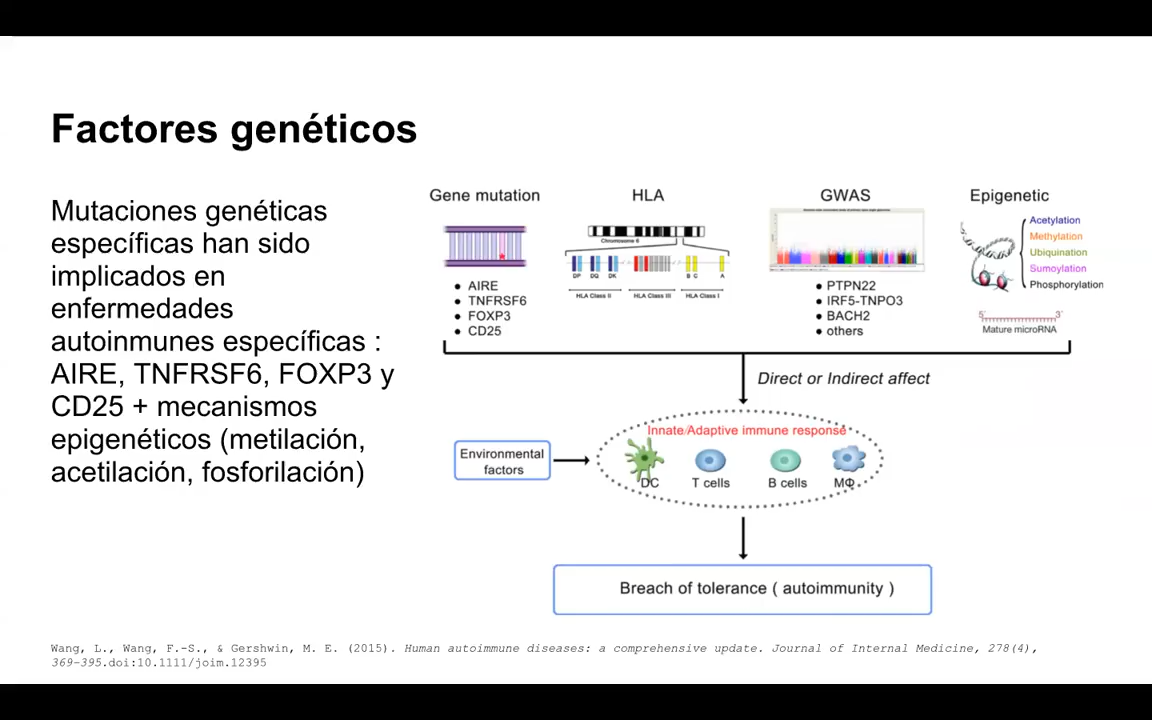 Factores genéticos
Mutaciones genéticas
específicas han sido
implicados en
enfermedades
autoinmunes específicas :
AIRE, TNFRSF6, FOXP3 y
CD25 + mecanismos
epigenéticos (metilación,
acetilación, fosforilación)
Gene mutation
AIRE
TNFRSF6
FOXP3
CD25
HLA
Chromosome 6
DP DQ DK B C A
HLA Class II HLA Class III HLA Class I
GWAS
PTPN22
IRF5-TNPO3
BACH2
others
Epigenetic
Acetylation
Methylation
Ubiquination
Sumoylation
Phosphorylation
5' 3'
Mature microRNA
Direct or Indirect affect
Environmental
factors
Innate/Adaptive immune response
DC T cells B cells MΦ
Breach of tolerance ( autoimmunity )
Wang, L., Wang, F.-S., & Gershwin, M. E. (2015). Human autoimmune diseases: a comprehensive update. Journal of Internal Medicine, 278(4),
369-395.doi:10.1111/joim.12395